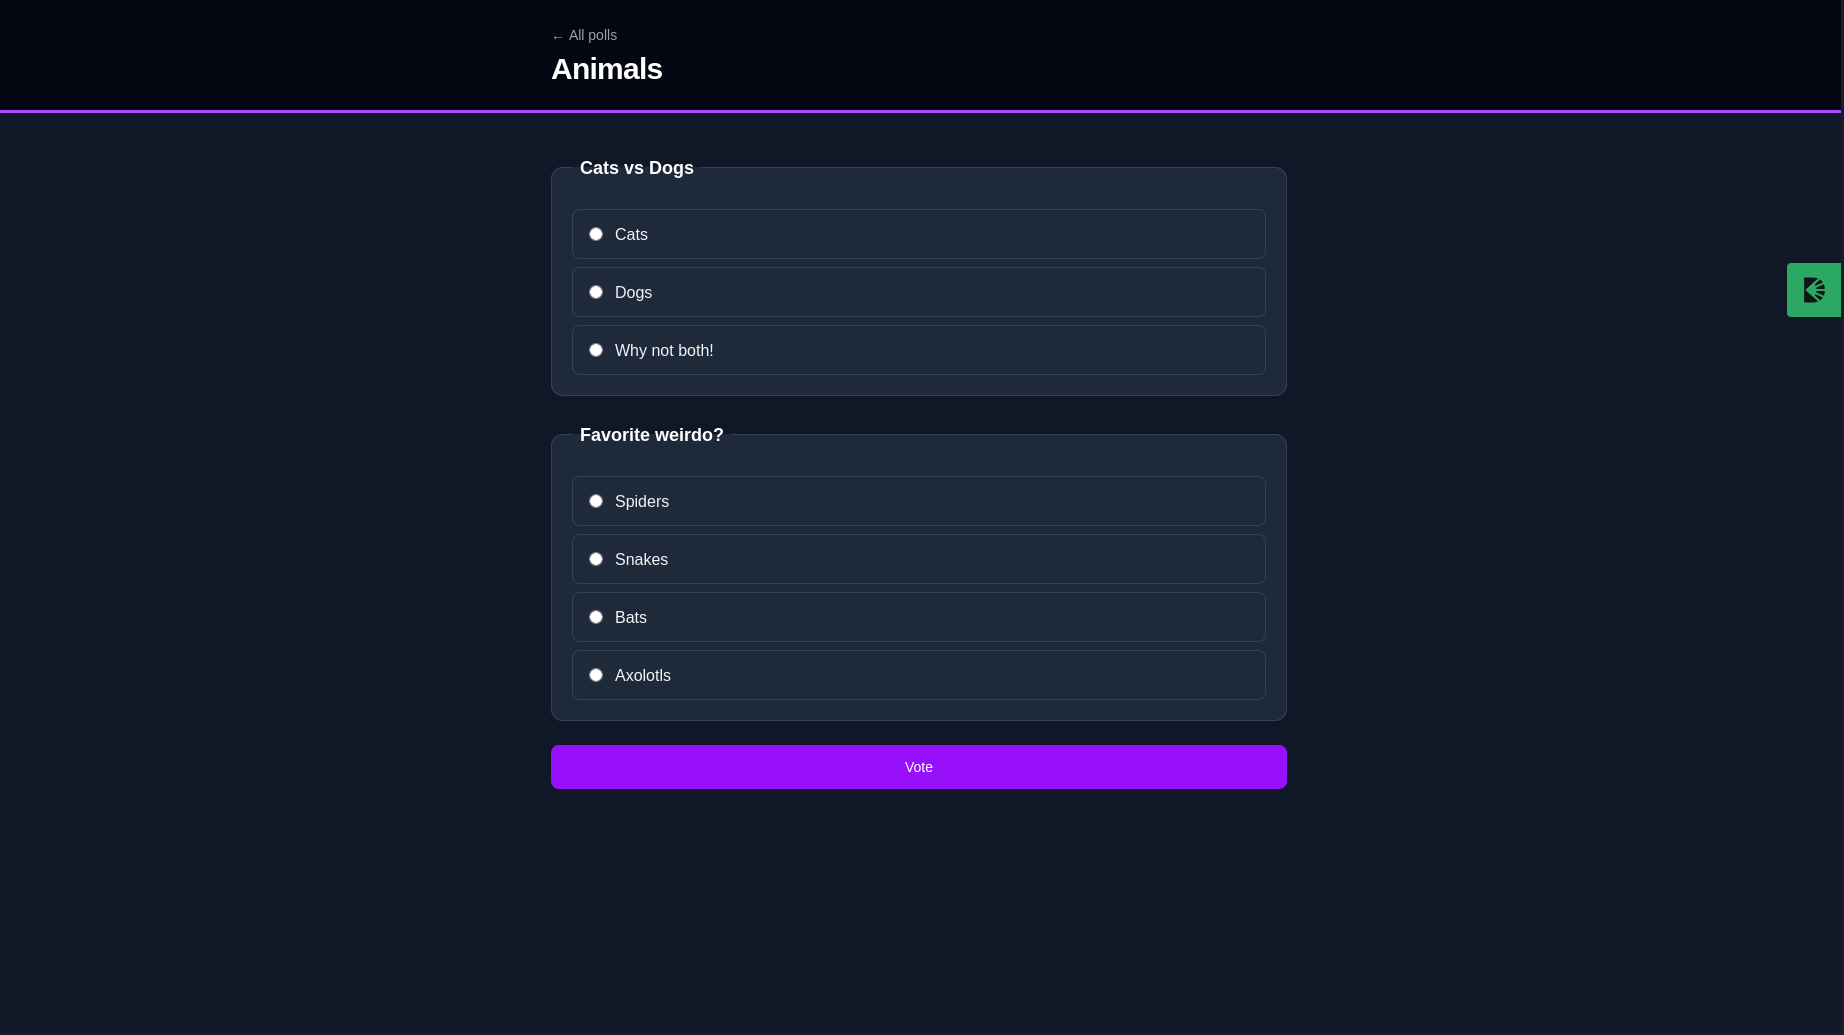 ← All polls
Animals
Cats vs Dogs
Cats
Dogs
Why not both!
Favorite weirdo?
Spiders
Snakes
Bats
Axolotls
Vote